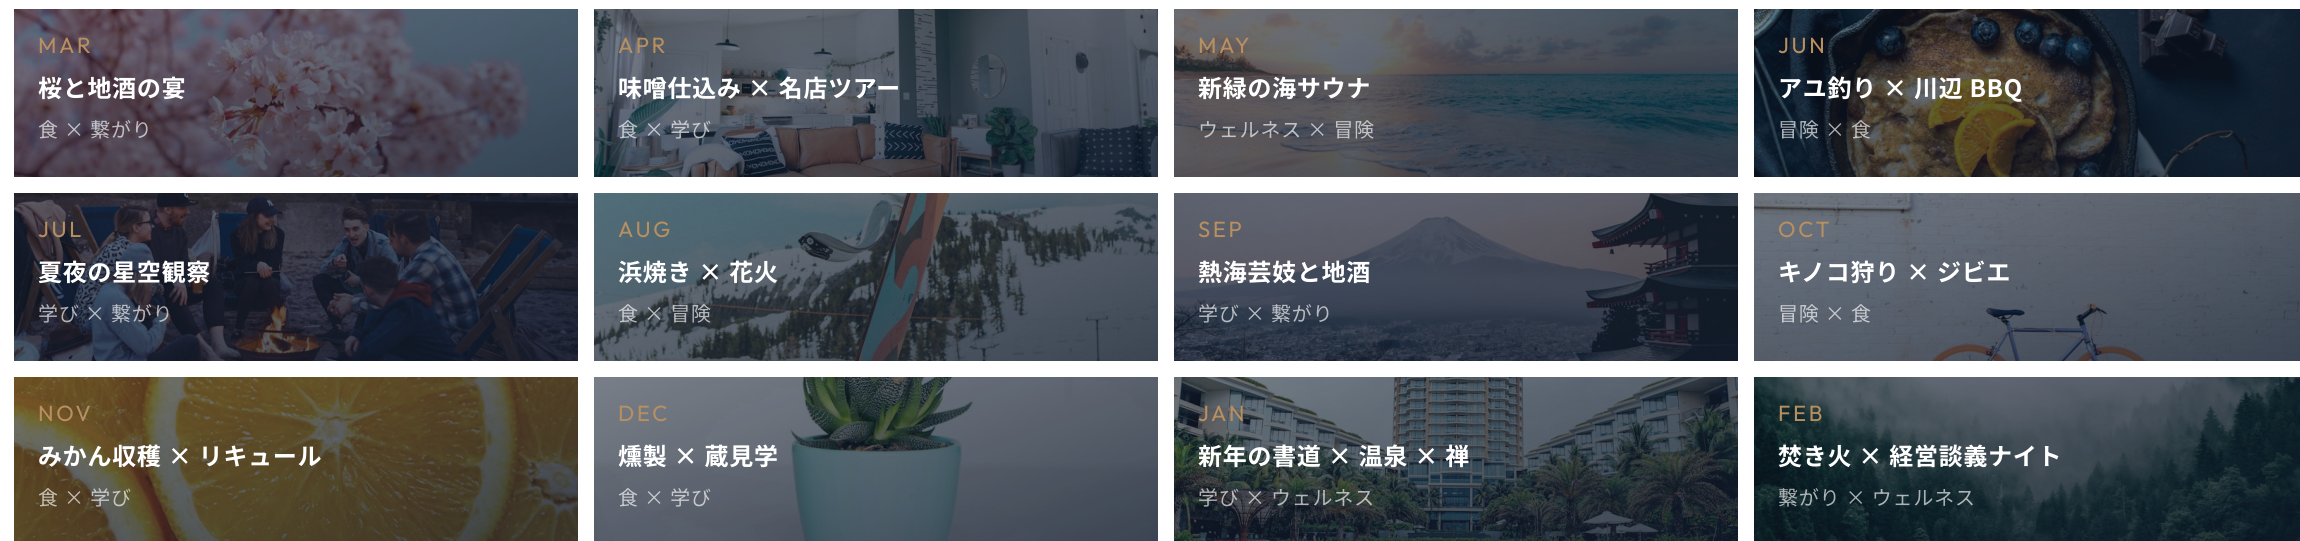 MAR
桜と地酒の宴
食 × 繋がり
APR
味噌仕込み × 名店ツアー
食 × 学び
MAY
新緑の海サウナ
ウェルネス × 冒険
JUN
アユ釣り × 川辺 BBQ
冒険 × 食
JUL
夏夜の星空観察
学び × 繋がり
AUG
浜焼き × 花火
食 × 冒険
SEP
熱海芸妓と地酒
学び × 繋がり
OCT
キノコ狩り × ジビエ
冒険 × 食
NOV
みかん収穫 × リキュール
食 × 学び
DEC
燻製 × 蔵見学
食 × 学び
JAN
新年の書道 × 温泉 × 禅
学び × ウェルネス
FEB
焚き火 × 経営談義ナイト
繋がり × ウェルネス